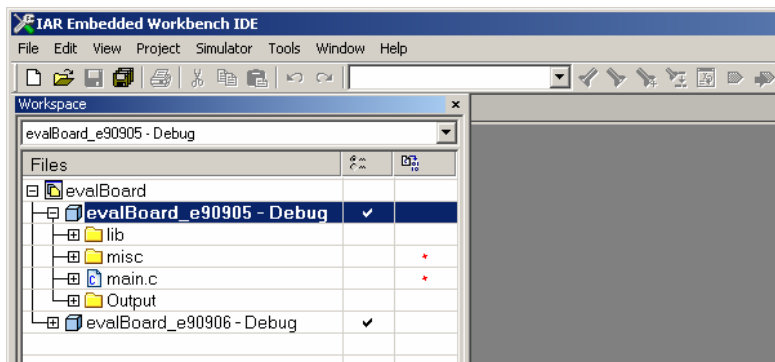 IAR Embedded Workbench IDE
File Edit View Project Simulator Tools Window Help
Workspace
evalBoard_e90905 - Debug
Files
evalBoard
evalBoard_e90905 - Debug
lib
misc
main.c
Output
evalBoard_e90906 - Debug